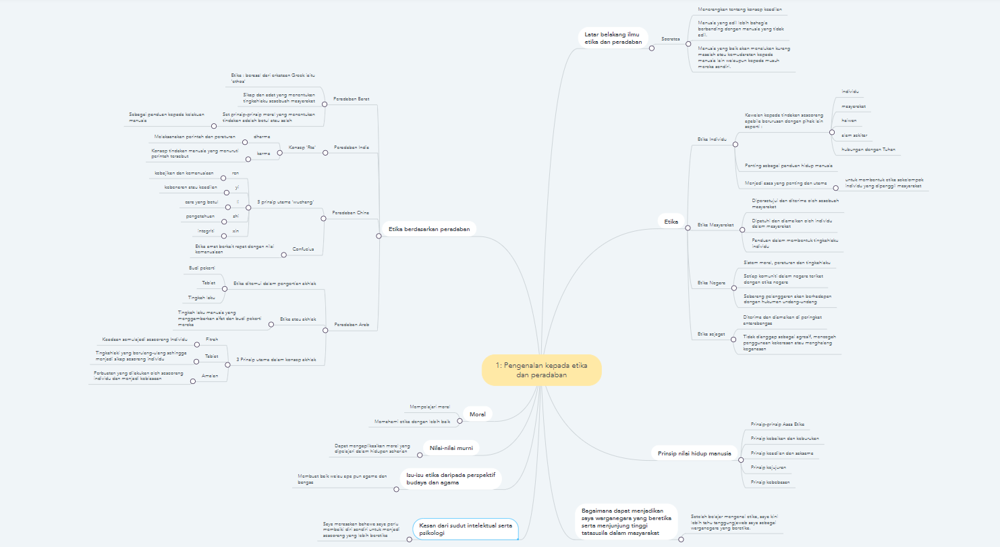 1: Pengenalan kepada etika
dan peradaban
Latar belakang ilmu
etika dan peradaban
Socrates
Menerangkan tentang konsep keadilan
Manusia yang adil lebih bahagia
berbanding dengan manusia yang tidak
adil.
Manusia yang baik akan melakukan kurang
masalah atau kemudaratan kepada
manusia lain walaupun kepada musuh
mereka sendiri.
Etika
Etika Individu
Kawalan kepada tindakan seseorang
apabila berurusan dengan pihak lain
seperti :
individu
masyarakat
haiwan
alam sekitar
hubungan dengan Tuhan
Penting sebagai panduan hidup manusia
Menjadi asas yang penting dan utama
untuk membentuk etika sekelompok
individu yang dipanggil masyarakat
Etika Masyarakat
Dipersetujui dan diterima oleh sesebuah
masyarakat
Dipatuhi dan diamalkan oleh individu
dalam masyarakat
Panduan dalam membentuk tingkahlaku
individu
Etika Negara
Sistem moral, peraturan dan tingkahlaku
Setiap komuniti dalam negara terikat
dengan etika negara
Sebarang pelanggaran akan berhadapan
dengan hukuman undang-undang
Etika sejagat
Diterima dan diamalkan di peringkat
antarabangsa
Tidak dianggap sebagai agresif, mencegah
penggunaan kekerasan atau menghalang
keganasan
Prinsip nilai hidup manusia
Prinsip-prinsip Asas Etika
Prinsip kebaikan dan keburukan
Prinsip keadilan dan saksama
Prinsip kejujuran
Prinsip kebebasan
Bagaimana dapat menjadikan
saya warganegara yang beretika
serta menjunjung tinggi
tatasusila dalam masyarakat
Setelah belajar mengenai etika, saya kini
lebih tahu tanggungjawab saya sebagai
warganegara yang beretika.
Etika berdasarkan peradaban
Peradaban Barat
Etika : berasal dari erkataan Greek iaitu
'ethos'
Sikap dan adat yang menentukan
tingkahlaku sesebuah masyarakat
Set prinsip-prinsip moral yang menentukan
tindakan adalah betul atau salah
Sebagai panduan kepada kelakuan
manusia
Peradaban India
Konsep 'Rta'
dharma
Melaksanakan perintah dan peraturan
karma
Konsep tindakan manusia yang menuruti
perintah tersebut
Peradaban China
5 prinsip utama 'wuchang'
ren
kebajikan dan kemanusiaan
yi
kebenaran atau keadilan
li
cara yang betul
zhi
pengetahuan
xin
integriti
Confucius
Etika amat berkait rapat dengan nilai
kemanusiaan
Peradaban Arab
Etika ditemui dalam pengertian akhlak
Budi pekerti
Tabiat
Tingkah laku
Etika atau akhlak
Tingkah laku manusia yang
menggambarkan sifat dan budi pekerti
mereka
3 Prinsip utama dalam konsep akhlak
Fitrah
Keadaan semulajadi seseorang individu
Tabiat
Tingkahlaku yang berulang-ulang sehingga
menjadi sikap seorang individu
Amalan
Perbuatan yang dilakukan oleh seseorang
individu dan menjadi kebiasaan
Moral
Mempelajari moral
Memahami etika dengan lebih baik
Nilai-nilai murni
Dapat mengaplikasikan moral yang
dipelajari dalam hidupan seharian
Isu-isu etika daripada perspektif
budaya dan agama
Membuat baik walau apa pun agama dan
bangsa
Kesan dari sudut intelektual serta
psikologi
Saya merasakan bahawa saya perlu
membaiki diri sendiri untuk menjadi
seseorang yang lebih beretika